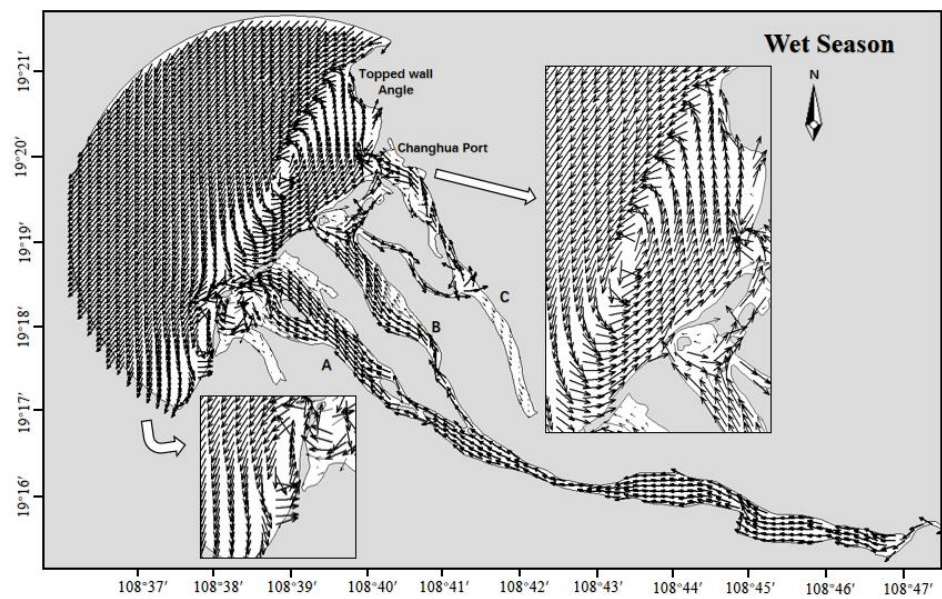 Wet Season
N
Topped wall
Angle
Changhua Port
A
B
C
19°21′
19°20′
19°19′
19°18′
19°17′
19°16′
108°37′
108°38′
108°39′
108°40′
108°41′
108°42′
108°43′
108°44′
108°45′
108°46′
108°47′